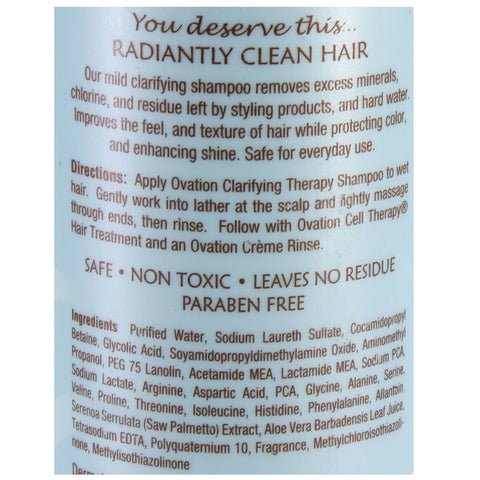 You deserve this...
RADIANTLY CLEAN HAIR
Our mild clarifying shampoo removes excess minerals,
chlorine, and residue left by styling products, and hard water.
Improves the feel, and texture of hair while protecting color,
and enhancing shine. Safe for everyday use.
Directions: Apply Ovation Clarifying Therapy Shampoo to wet
hair. Gently work into lather at the scalp and lightly massage
through ends, then rinse. Follow with Ovation Cell Therapy®
Hair Treatment and an Ovation Crème Rinse.
SAFE • NON TOXIC • LEAVES NO RESIDUE
PARABEN FREE
Ingredients Purified Water, Sodium Laureth Sulfate, Cocamidopropyl
Betaine, Glycolic Acid, Soyamidopropyldimethylamine Oxide, Aminomethyl
Propanol, PEG 75 Lanolin, Acetamide MEA, Lactamide MEA, Sodium PCA,
Sodium Lactate, Arginine, Aspartic Acid, PCA, Glycine, Alanine, Serine,
Valine, Proline, Threonine, Isoleucine, Histidine, Phenylalanine, Allantoin,
Serenoa Serrulata (Saw Palmetto) Extract, Aloe Vera Barbadensis Leaf Juice,
Tetrasodium EDTA, Polyquaternium 10, Fragrance, Methylchloroisothiazoli-
none, Methylisothiazolinone